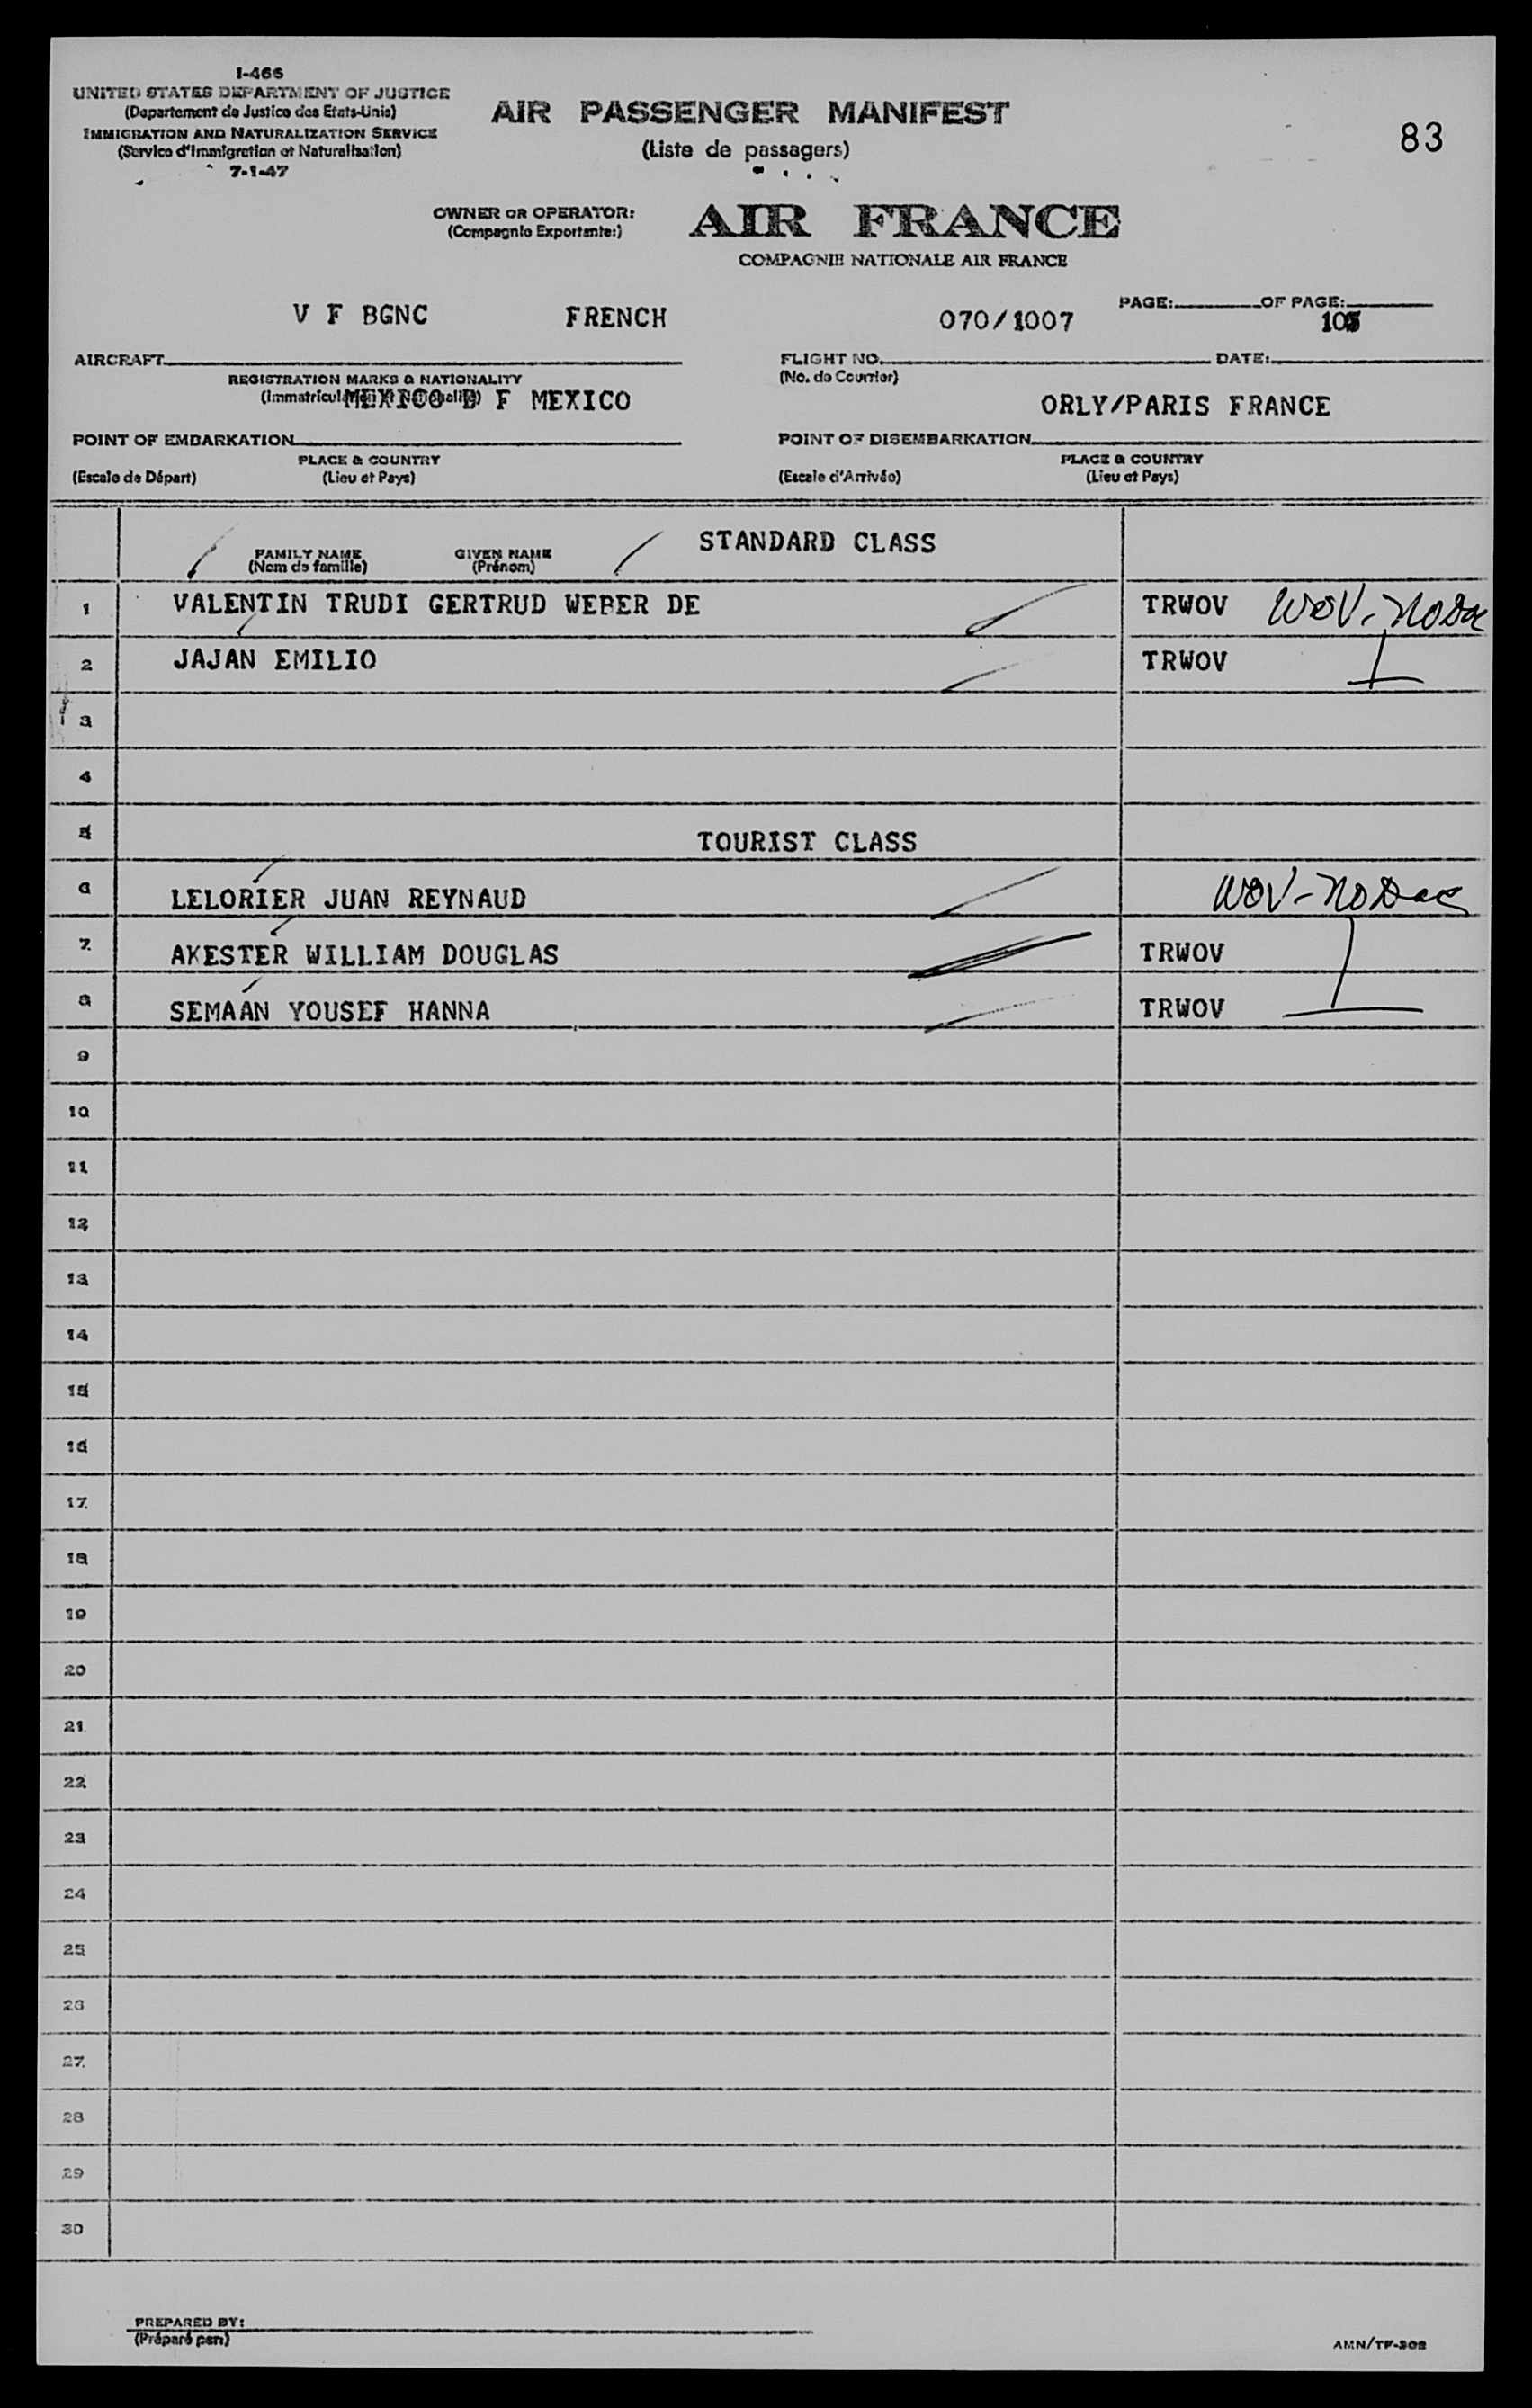 I-466
UNITED STATES DEPARTMENT OF JUSTICE
(Departement de Justice des Etats-Unis)
IMMIGRATION AND NATURALIZATION SERVICE
(Service d'Immigration et Naturalisation)
7-1-47
AIR PASSENGER MANIFEST
(Liste de passagers)
83
OWNER OR OPERATOR:
(Compagnie Exportante:)
AIR FRANCE
COMPAGNIE NATIONALE AIR FRANCE
PAGE: OF PAGE:
V F BGNC FRENCH 070/1007
AIRCRAFT FLIGHT NO. DATE:
REGISTRATION MARKS & NATIONALITY (No. de Courrier)
(Immatriculation et Nationalité)
MEXICO D F MEXICO ORLY/PARIS FRANCE
POINT OF EMBARKATION POINT OF DISEMBARKATION
PLACE & COUNTRY PLACE & COUNTRY
(Escale de Départ) (Lieu et Pays) (Escale d'Arrivée) (Lieu et Pays)
FAMILY NAME GIVEN NAME STANDARD CLASS
(Nom de famille) (Prénom)
1 VALENTIN TRUDI GERTRUD WEBER DE TRWOV WOV-NODoc
2 JAJAN EMILIO TRWOV
3
4
5 TOURIST CLASS
6 LELORIER JUAN REYNAUD WOV-NODoc
7 AKESTER WILLIAM DOUGLAS TRWOV
8 SEMAAN YOUSEF HANNA TRWOV
9
10
11
12
13
14
15
16
17
18
19
20
21
22
23
24
25
26
27
28
29
30
PREPARED BY:
(Préparé par:)
AMN/TF-302